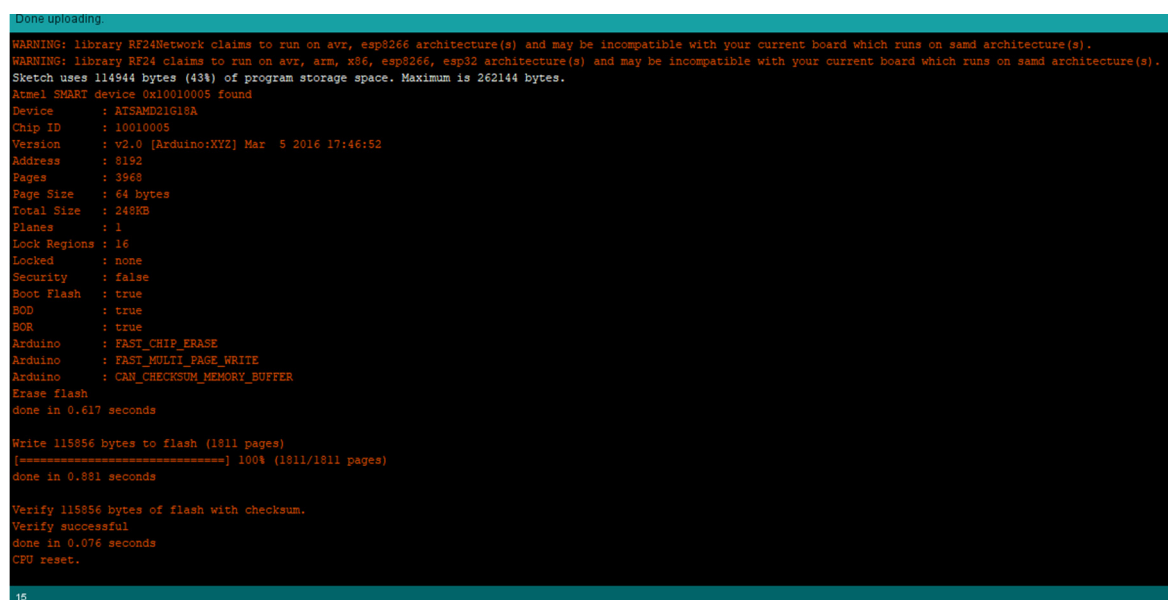 Done uploading.
WARNING: library RF24Network claims to run on avr, esp8266 architecture(s) and may be incompatible with your current board which runs on samd architecture(s).
WARNING: library RF24 claims to run on avr, arm, x86, esp8266, esp32 architecture(s) and may be incompatible with your current board which runs on samd architecture(s).
Sketch uses 114944 bytes (43%) of program storage space. Maximum is 262144 bytes.
Atmel SMART device 0x10010005 found
Device : ATSAMD21G18A
Chip ID : 10010005
Version : v2.0 [Arduino:XYZ] Mar 5 2016 17:46:52
Address : 8192
Pages : 3968
Page Size : 64 bytes
Total Size : 248KB
Planes : 1
Lock Regions : 16
Locked : none
Security : false
Boot Flash : true
BOD : true
BOR : true
Arduino : FAST_CHIP_ERASE
Arduino : FAST_MULTI_PAGE_WRITE
Arduino : CAN_CHECKSUM_MEMORY_BUFFER
Erase flash
done in 0.617 seconds
Write 115856 bytes to flash (1811 pages)
[==============================] 100% (1811/1811 pages)
done in 0.881 seconds
Verify 115856 bytes of flash with checksum.
Verify successful
done in 0.076 seconds
CPU reset.
15